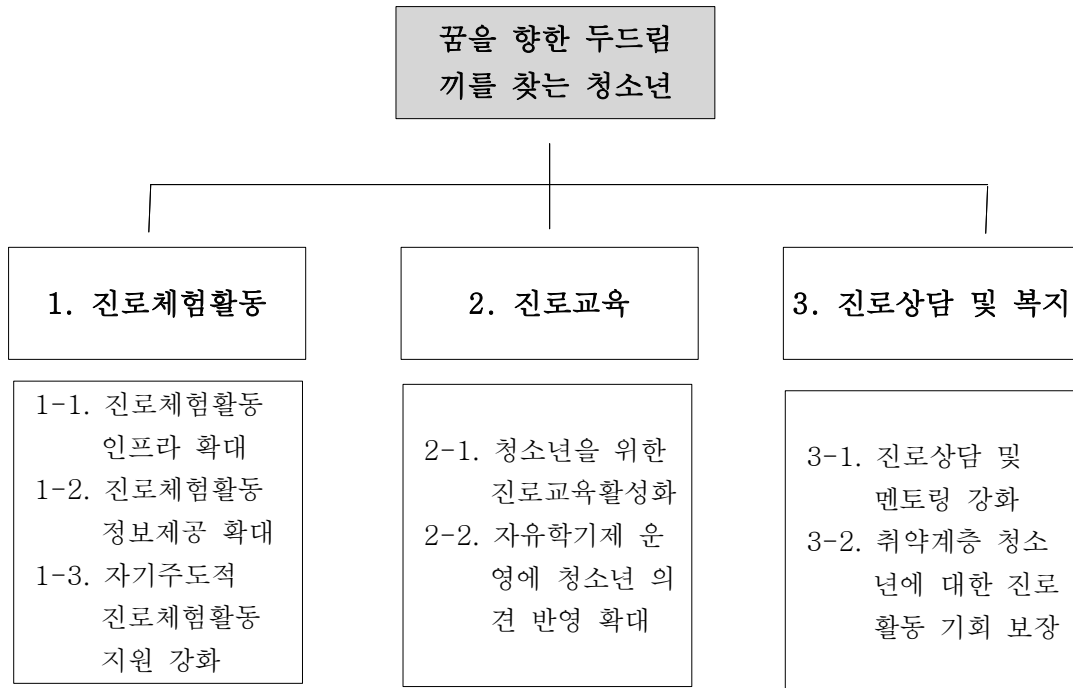 꿈을 향한 두드림
끼를 찾는 청소년
1. 진로체험활동
1-1. 진로체험활동
인프라 확대
1-2. 진로체험활동
정보제공 확대
1-3. 자기주도적
진로체험활동
지원 강화
2. 진로교육
2-1. 청소년을 위한
진로교육활성화
2-2. 자유학기제 운
영에 청소년 의
견 반영 확대
3. 진로상담 및 복지
3-1. 진로상담 및
멘토링 강화
3-2. 취약계층 청소
년에 대한 진로
활동 기회 보장